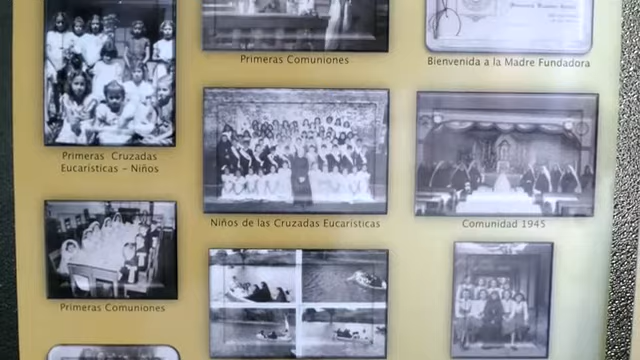 Primeras Comuniones
Bienvenida a la Madre Fundadora
Primeras Cruzadas
Eucarísticas - Niños
Niños de las Cruzadas Eucarísticas
Comunidad 1945
Primeras Comuniones